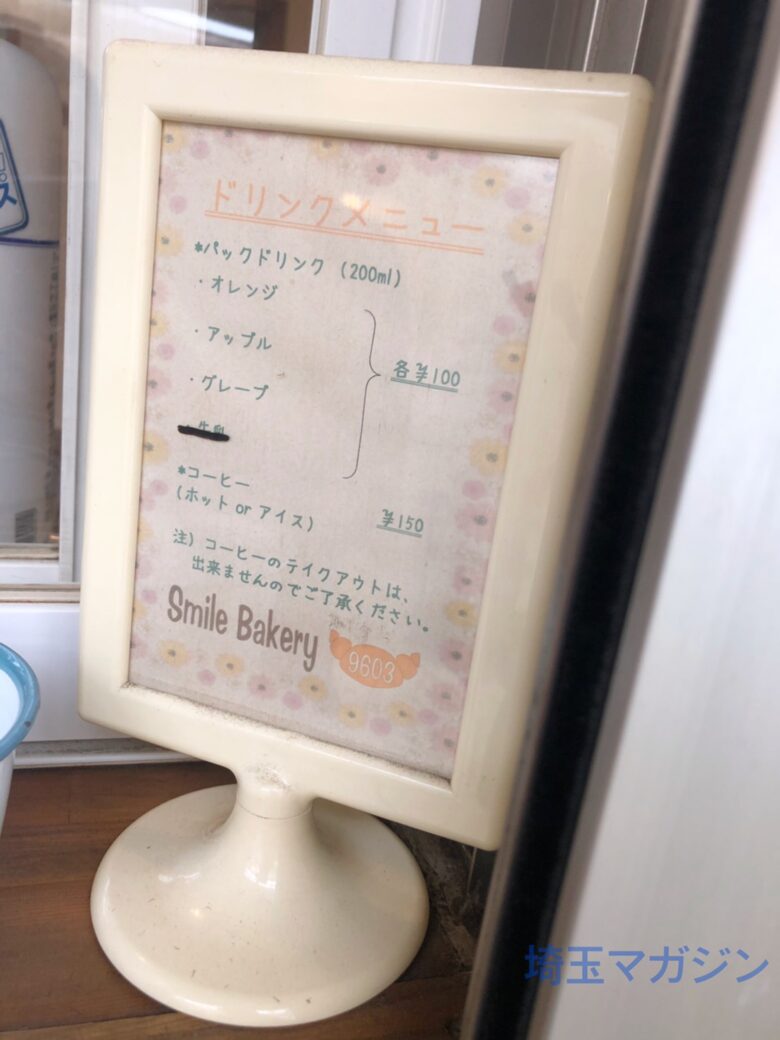 ドリンクメニュー
*パックドリンク (200ml)
・オレンジ
・アップル
・グレープ
各¥100
*コーヒー
(ホット or アイス)
¥150
注) コーヒーのテイクアウトは、
出来ませんのでご了承ください。
Smile Bakery
9603
埼玉マガジン